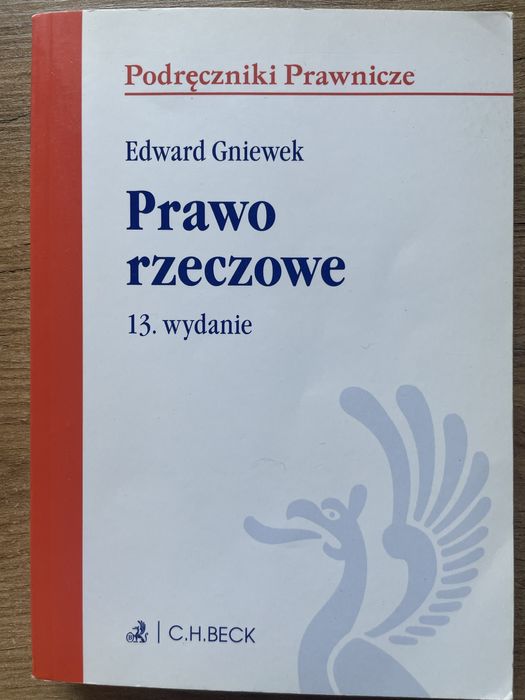 Podręczniki Prawnicze
Edward Gniewek
Prawo
rzeczowe
13. wydanie
C.H.BECK